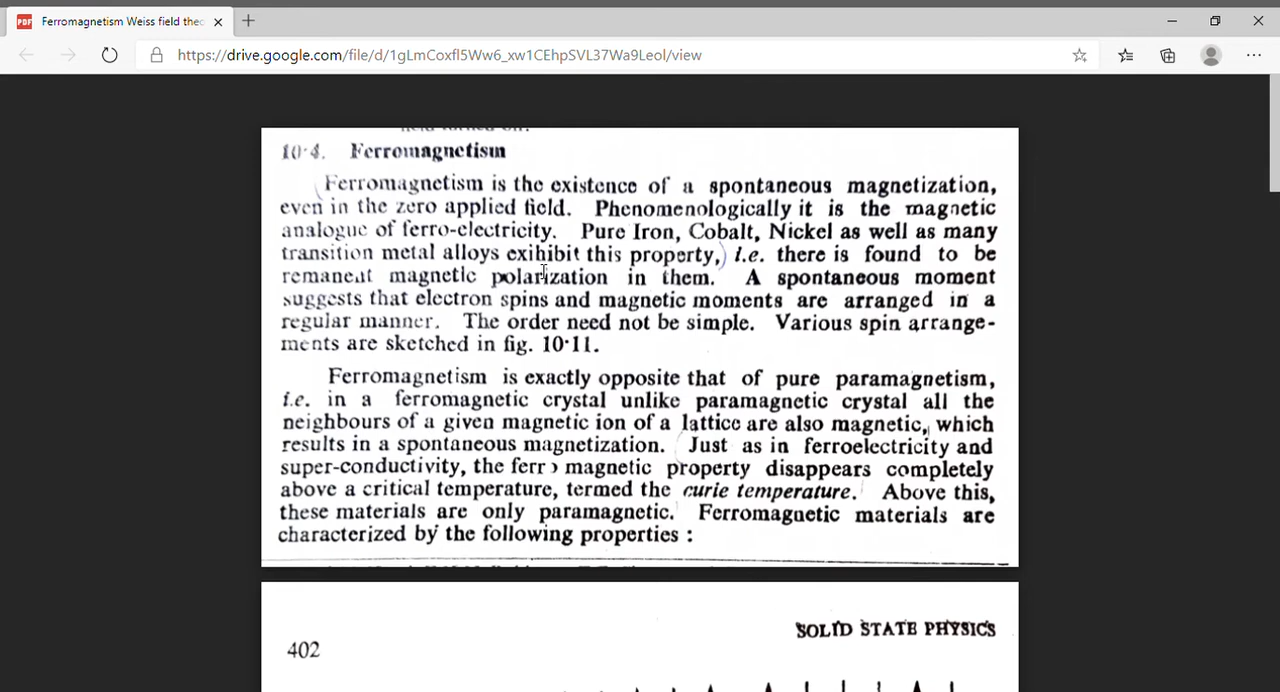 Ferromagnetism Weiss field theo
https://drive.google.com/file/d/1gLmCoxfl5Ww6_xw1CEhpSVL37Wa9Leol/view
10·4. Ferromagnetism
Ferromagnetism is the existence of a spontaneous magnetization,
even in the zero applied field. Phenomenologically it is the magnetic
analogue of ferro-electricity. Pure Iron, Cobalt, Nickel as well as many
transition metal alloys exihibit this property, i.e. there is found to be
remanent magnetic polarization in them. A spontaneous moment
suggests that electron spins and magnetic moments are arranged in a
regular manner. The order need not be simple. Various spin arrange-
ments are sketched in fig. 10·11.
Ferromagnetism is exactly opposite that of pure paramagnetism,
i.e. in a ferromagnetic crystal unlike paramagnetic crystal all the
neighbours of a given magnetic ion of a lattice are also magnetic, which
results in a spontaneous magnetization. Just as in ferroelectricity and
super-conductivity, the ferro magnetic property disappears completely
above a critical temperature, termed the curie temperature. Above this,
these materials are only paramagnetic. Ferromagnetic materials are
characterized by the following properties :
SOLID STATE PHYSICS
402